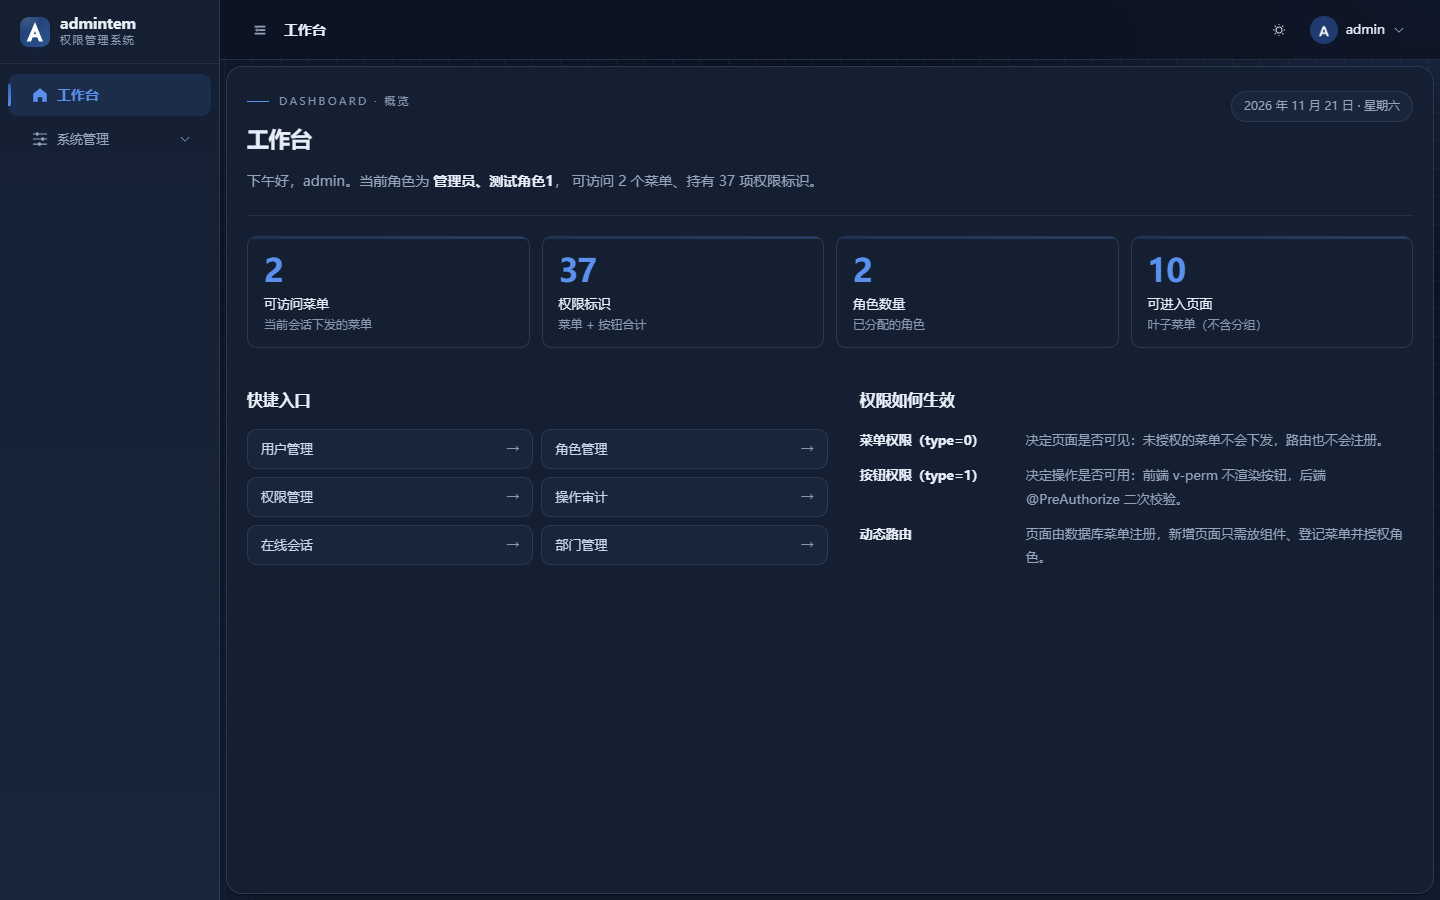 admintem
权限管理系统
工作台
系统管理
工作台
A admin
DASHBOARD · 概览
2026 年 11 月 21 日 · 星期六
工作台
下午好，admin。当前角色为 管理员、测试角色1， 可访问 2 个菜单、持有 37 项权限标识。
2
可访问菜单
当前会话下发的菜单
37
权限标识
菜单 + 按钮合计
2
角色数量
已分配的角色
10
可进入页面
叶子菜单（不含分组）
快捷入口
用户管理 →
角色管理 →
权限管理 →
操作审计 →
在线会话 →
部门管理 →
权限如何生效
菜单权限（type=0） 决定页面是否可见：未授权的菜单不会下发，路由也不会注册。
按钮权限（type=1） 决定操作是否可用：前端 v-perm 不渲染按钮，后端
@PreAuthorize 二次校验。
动态路由 页面由数据库菜单注册，新增页面只需放组件、登记菜单并授权角
色。